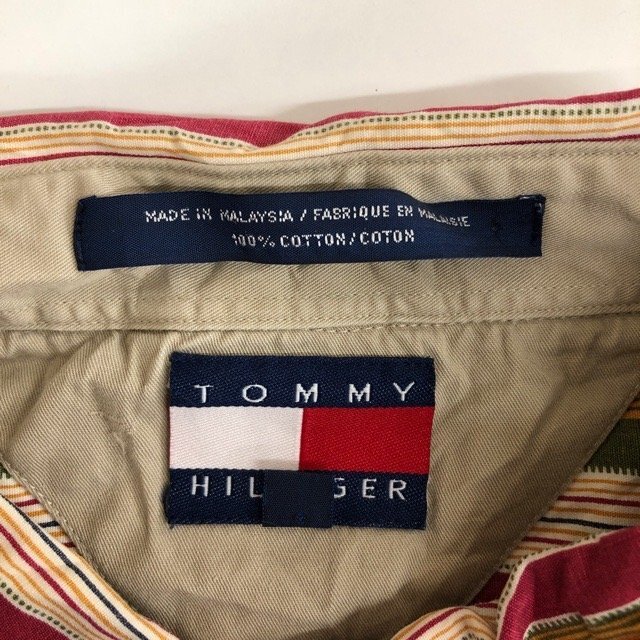 MADE IN MALAYSIA / FABRIQUE EN MALAISIE
100% COTTON / COTON
TOMMY
HIL GER